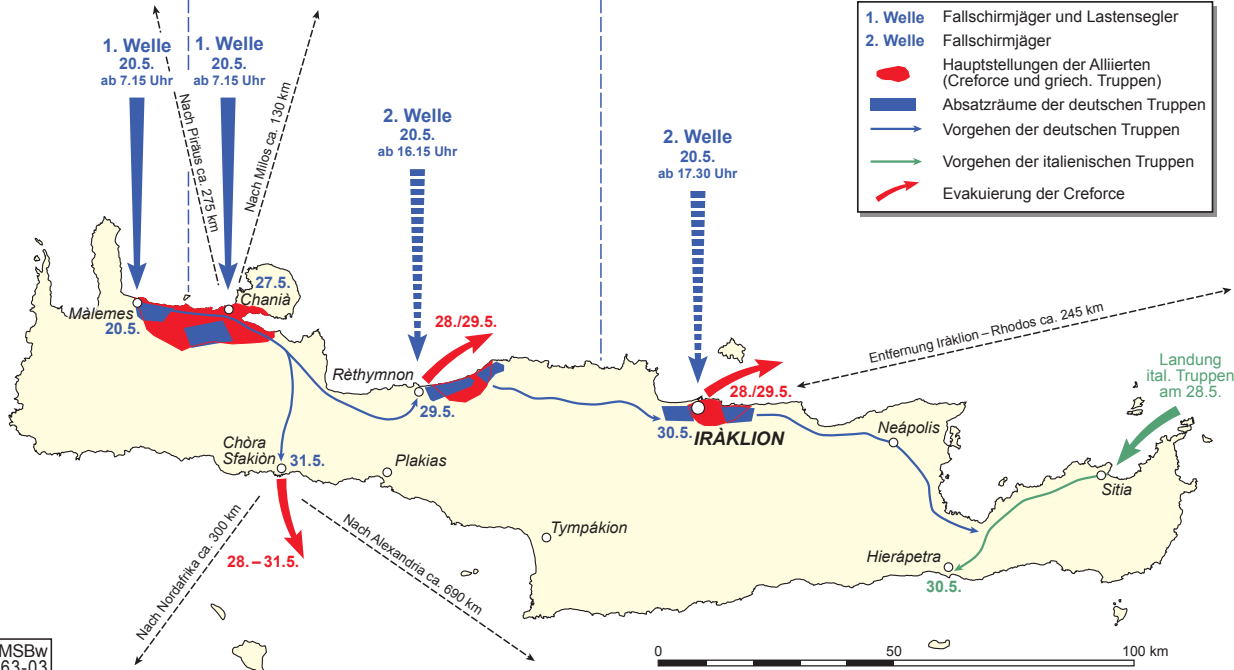 1. Welle Fallschirmjäger und Lastensegler
2. Welle Fallschirmjäger
Hauptstellungen der Alliierten
(Creforce und griech. Truppen)
Absatzräume der deutschen Truppen
Vorgehen der deutschen Truppen
Vorgehen der italienischen Truppen
Evakuierung der Creforce
1. Welle
20.5.
ab 7.15 Uhr
1. Welle
20.5.
ab 7.15 Uhr
Nach Piräus ca. 275 km
Nach Milos ca. 130 km
2. Welle
20.5.
ab 16.15 Uhr
2. Welle
20.5.
ab 17.30 Uhr
27.5.
Chanià
Màlemes
20.5.
28./29.5.
Rèthymnon
29.5.
28./29.5.
30.5.
IRÀKLION
Entfernung Iràklion – Rhodos ca. 245 km
Landung
ital. Truppen
am 28.5.
Neápolis
Sitia
Chòra
Sfakiòn
31.5.
Plakias
Tympákion
Hierápetra
30.5.
28. – 31.5.
Nach Nordafrika ca. 300 km
Nach Alexandria ca. 690 km
0 50 100 km
MSBw
63-03